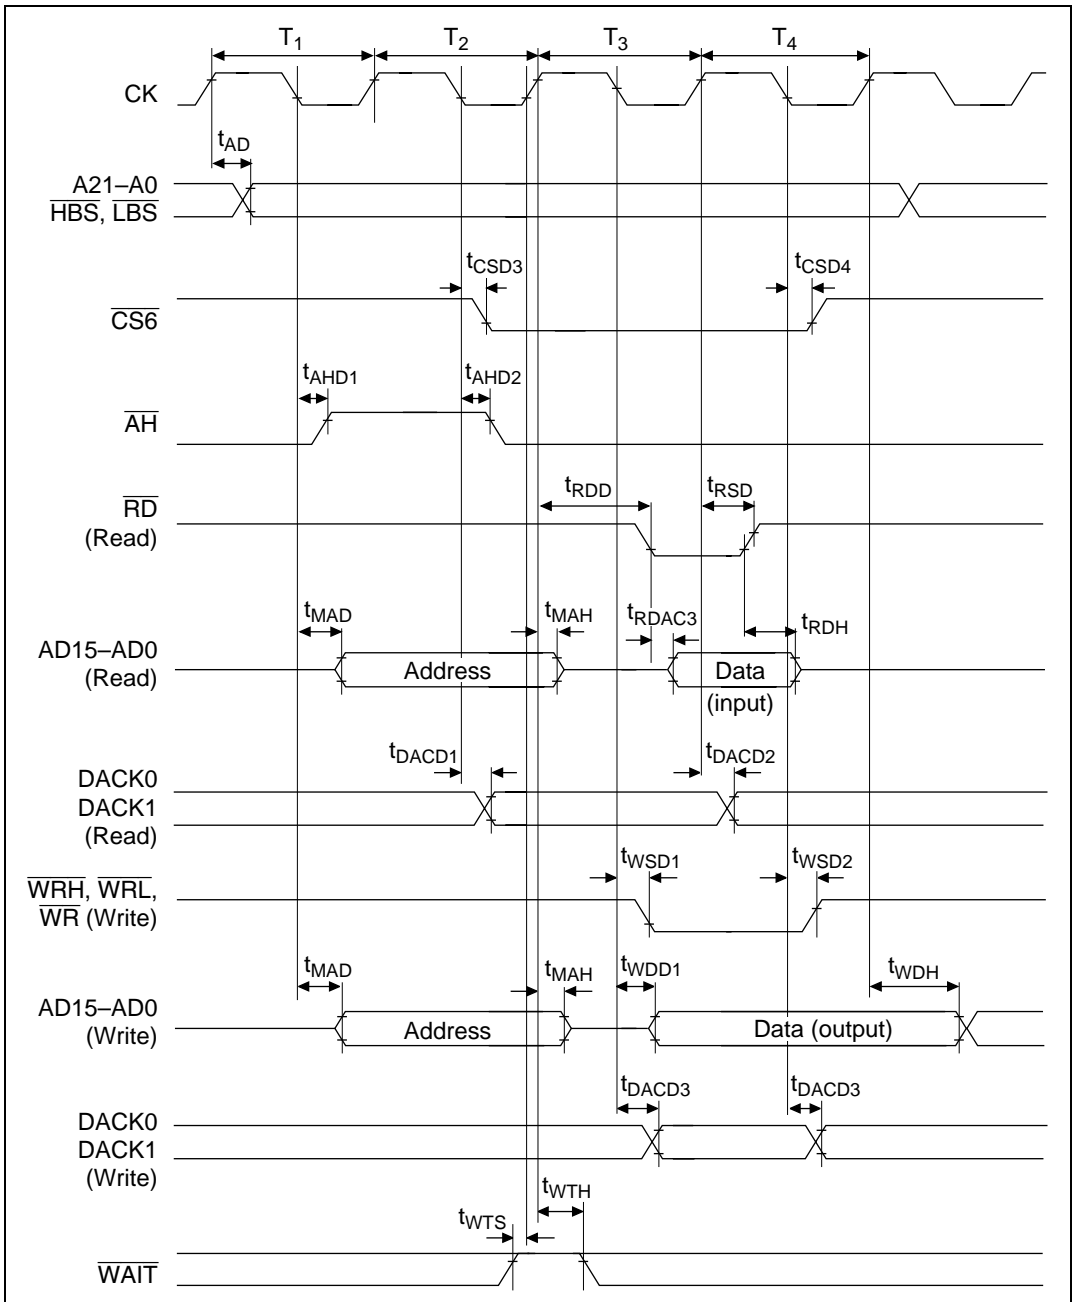 T1 T2 T3 T4
CK
tAD
A21–A0
HBS, LBS
tCSD3 tCSD4
CS6
tAHD1 tAHD2
AH
tRDD tRSD
RD
(Read)
tMAD tMAH tRDAC3 tRDH
AD15–AD0
(Read)
Address Data
(input)
tDACD1 tDACD2
DACK0
DACK1
(Read)
tWSD1 tWSD2
WRH, WRL,
WR (Write)
tMAD tMAH tWDD1 tWDH
AD15–AD0
(Write)
Address Data (output)
tDACD3 tDACD3
DACK0
DACK1
(Write)
tWTH
tWTS
WAIT